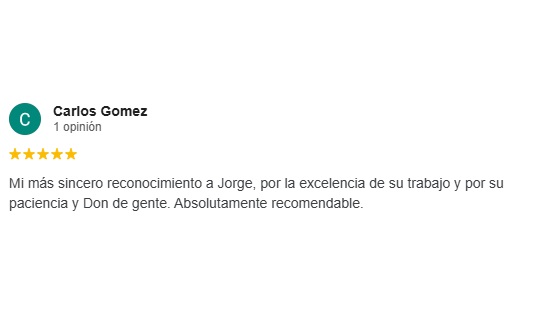 C
Carlos Gomez
1 opinión
Mi más sincero reconocimiento a Jorge, por la excelencia de su trabajo y por su
paciencia y Don de gente. Absolutamente recomendable.